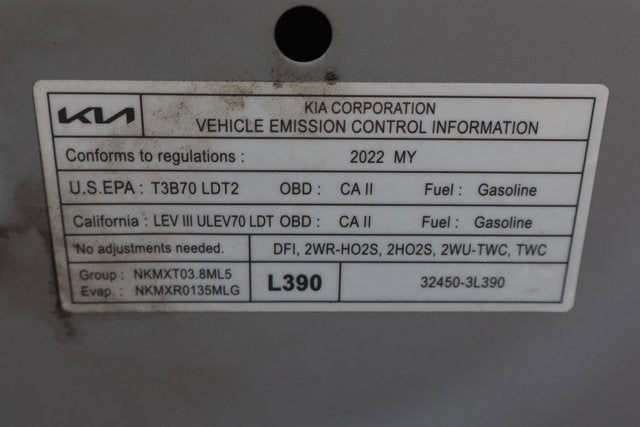 KIA KIA CORPORATION
VEHICLE EMISSION CONTROL INFORMATION
Conforms to regulations : 2022 MY
U.S.EPA : T3B70 LDT2 OBD : CA II Fuel : Gasoline
California : LEV III ULEV70 LDT OBD : CA II Fuel : Gasoline
No adjustments needed. DFI, 2WR-HO2S, 2HO2S, 2WU-TWC, TWC
Group : NKMXT03.8ML5
Evap. : NKMXR0135MLG
L390
32450-3L390